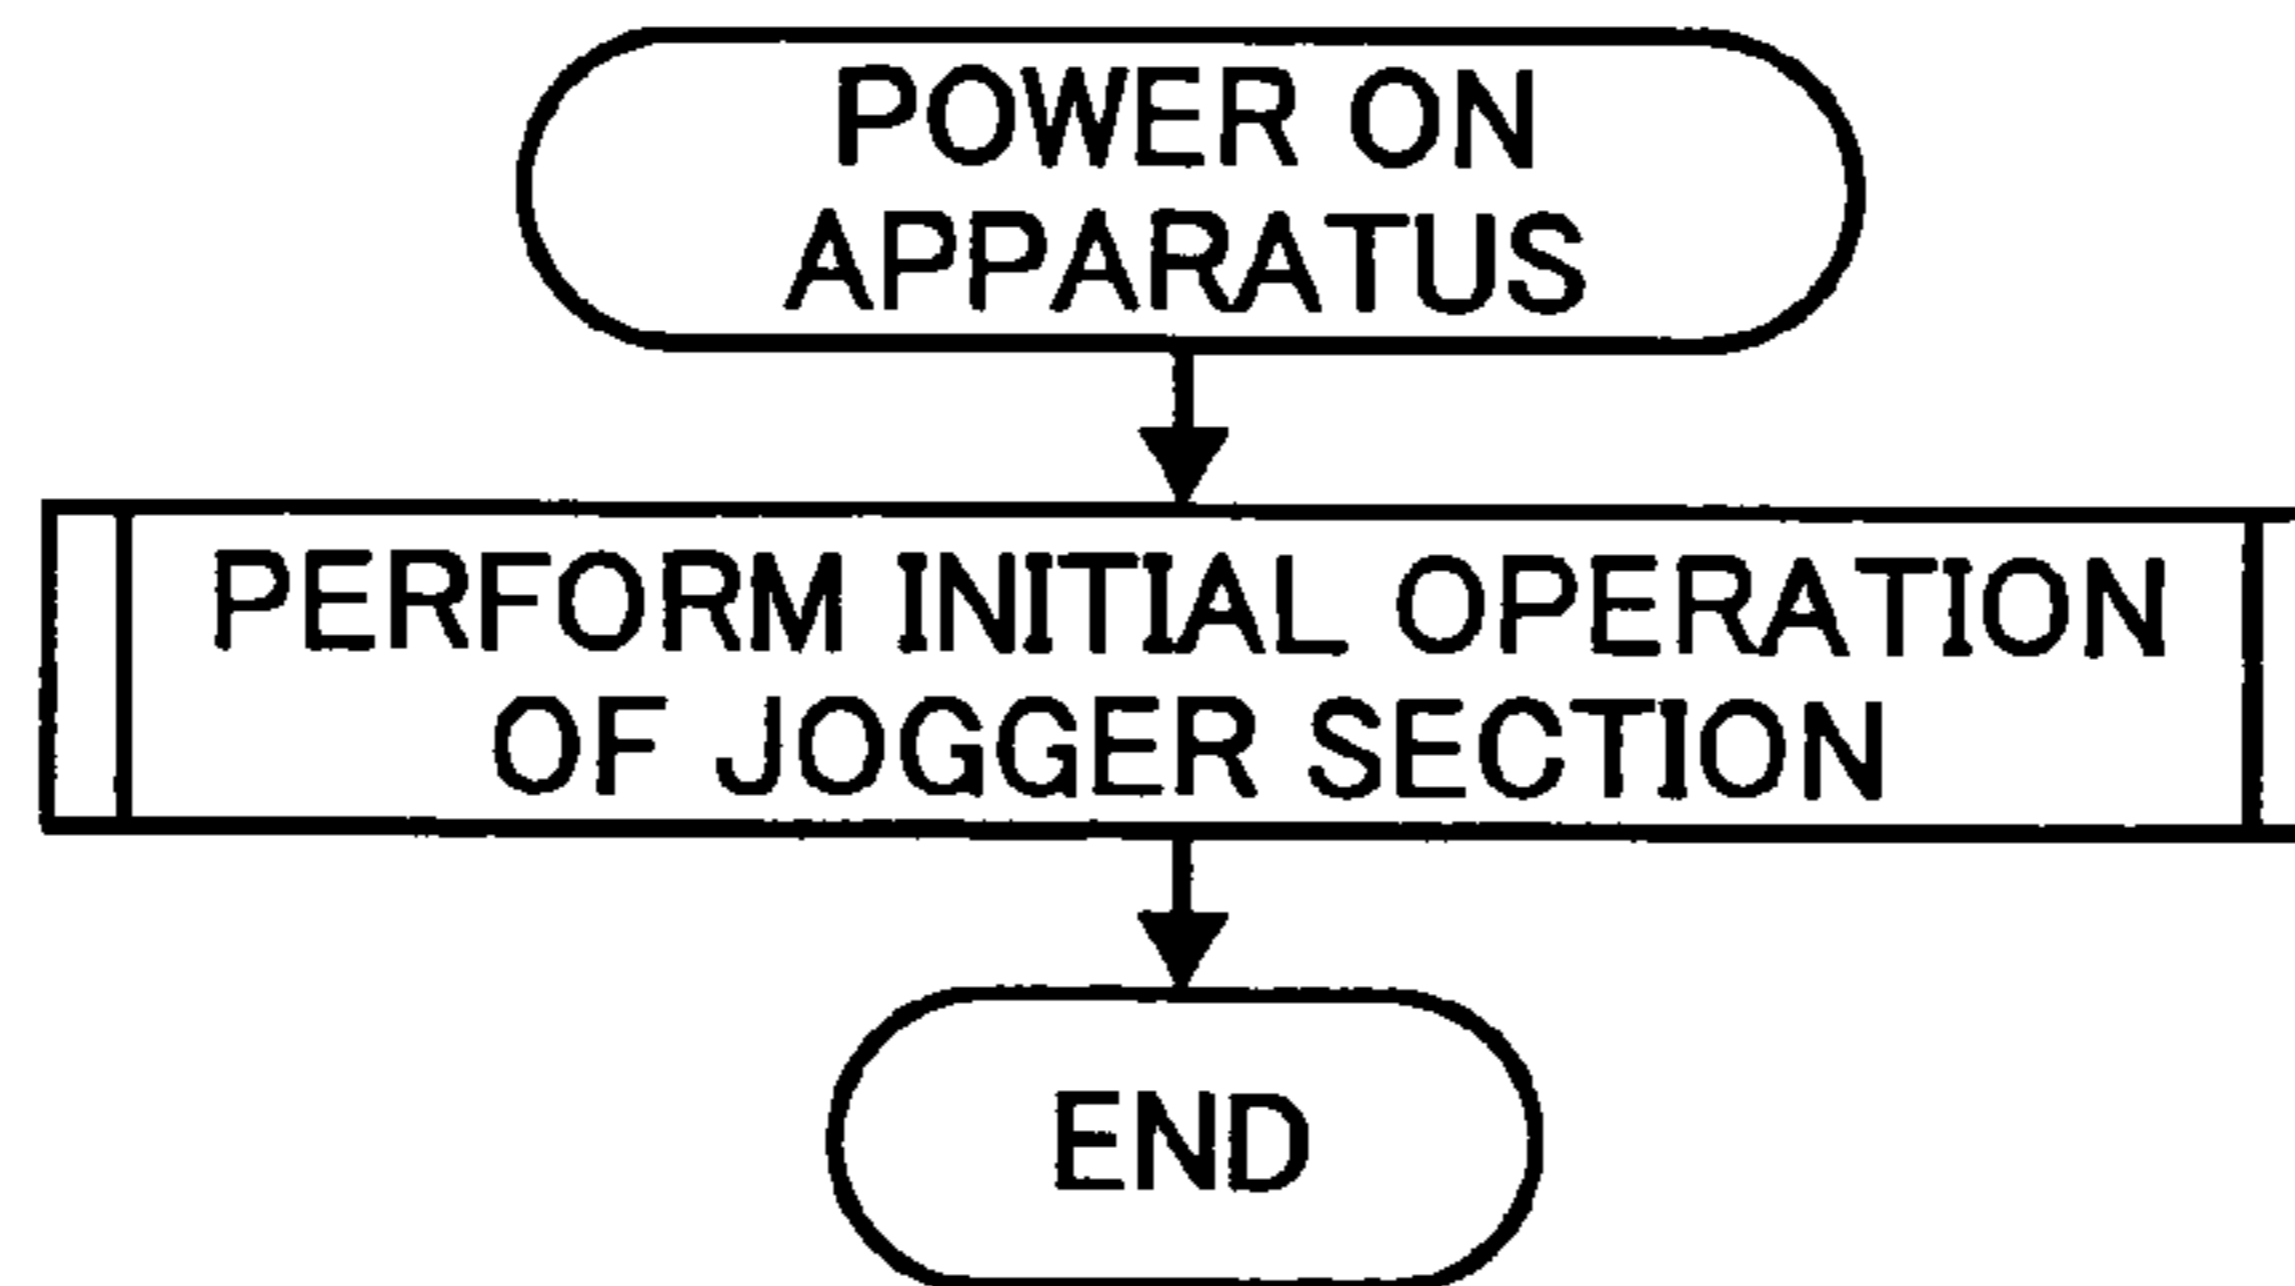 POWER ON
APPARATUS
PERFORM INITIAL OPERATION
OF JOGGER SECTION
END